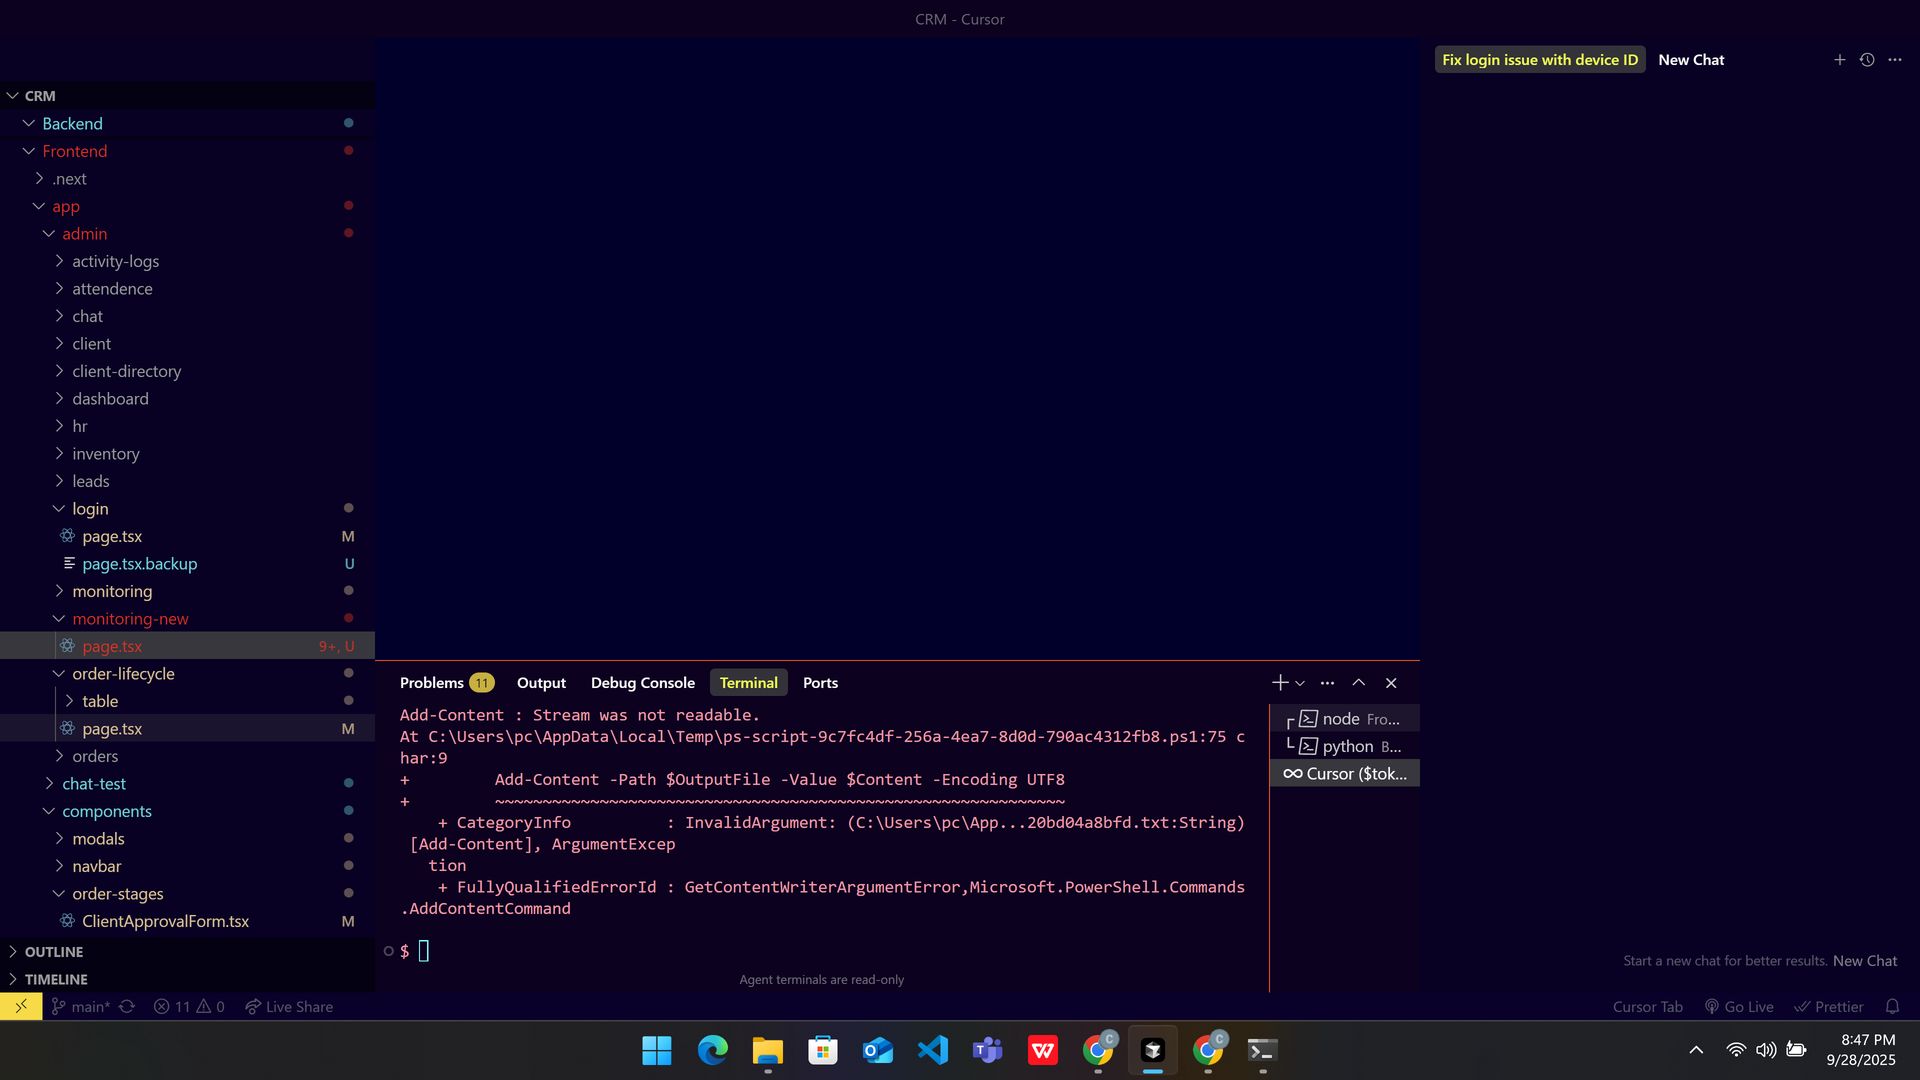 CRM - Cursor
CRM
Backend
Frontend
.next
app
admin
activity-logs
attendence
chat
client
client-directory
dashboard
hr
inventory
leads
login
page.tsx M
page.tsx.backup U
monitoring
monitoring-new
page.tsx 9+, U
order-lifecycle
table
page.tsx M
orders
chat-test
components
modals
navbar
order-stages
ClientApprovalForm.tsx M
OUTLINE
TIMELINE
Problems 11 Output Debug Console Terminal Ports
Add-Content : Stream was not readable.
At C:\Users\pc\AppData\Local\Temp\ps-script-9c7fc4df-256a-4ea7-8d0d-790ac4312fb8.ps1:75 c
har:9
+         Add-Content -Path $OutputFile -Value $Content -Encoding UTF8
+         ~~~~~~~~~~~~~~~~~~~~~~~~~~~~~~~~~~~~~~~~~~~~~~~~~~~~~~~~~~~~
    + CategoryInfo          : InvalidArgument: (C:\Users\pc\App...20bd04a8bfd.txt:String)
 [Add-Content], ArgumentExcep
   tion
    + FullyQualifiedErrorId : GetContentWriterArgumentError,Microsoft.PowerShell.Commands
.AddContentCommand
$
Agent terminals are read-only
node Fro...
python B...
Cursor ($tok...
Fix login issue with device ID New Chat
Start a new chat for better results. New Chat
main* 11 0 Live Share
Cursor Tab Go Live Prettier
8:47 PM
9/28/2025